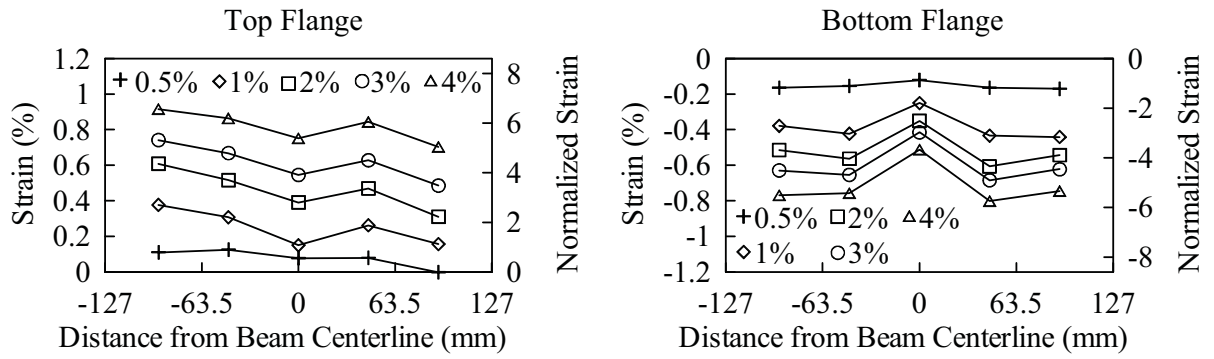 Top Flange
1.2
1
0.8
0.6
0.4
0.2
0
Strain (%)
0.5% 1% 2% 3% 4%
8
6
4
2
0
Normalized Strain
-127 -63.5 0 63.5 127
Distance from Beam Centerline (mm)
Bottom Flange
-0
-0.2
-0.4
-0.6
-0.8
-1
-1.2
Strain (%)
0.5% 2% 4%
1% 3%
-0
-2
-4
-6
-8
Normalized Strain
-127 -63.5 0 63.5 127
Distance from Beam Centerline (mm)